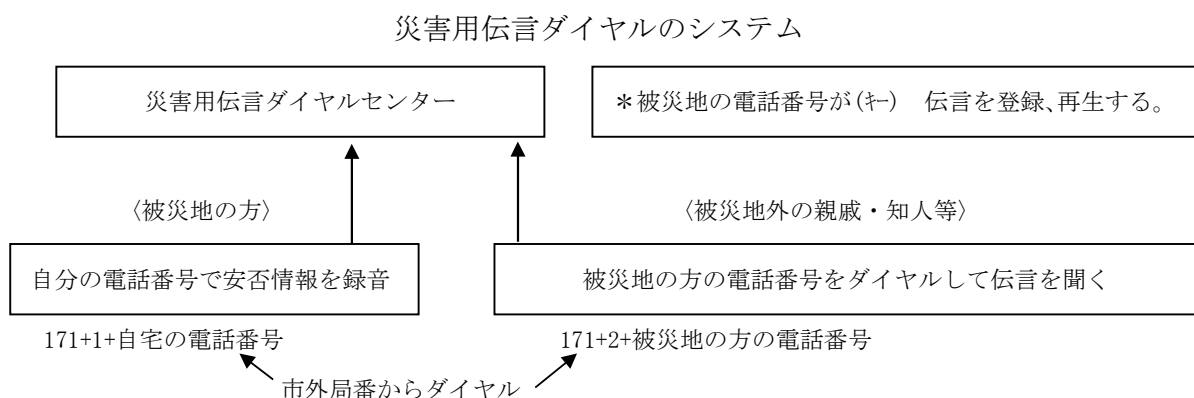 災害用伝言ダイヤルのシステム
災害用伝言ダイヤルセンター
＊被災地の電話番号が(ｷｰ)　伝言を登録、再生する。
〈被災地の方〉
〈被災地外の親戚・知人等〉
自分の電話番号で安否情報を録音
被災地の方の電話番号をダイヤルして伝言を聞く
171+1+自宅の電話番号
171+2+被災地の方の電話番号
市外局番からダイヤル